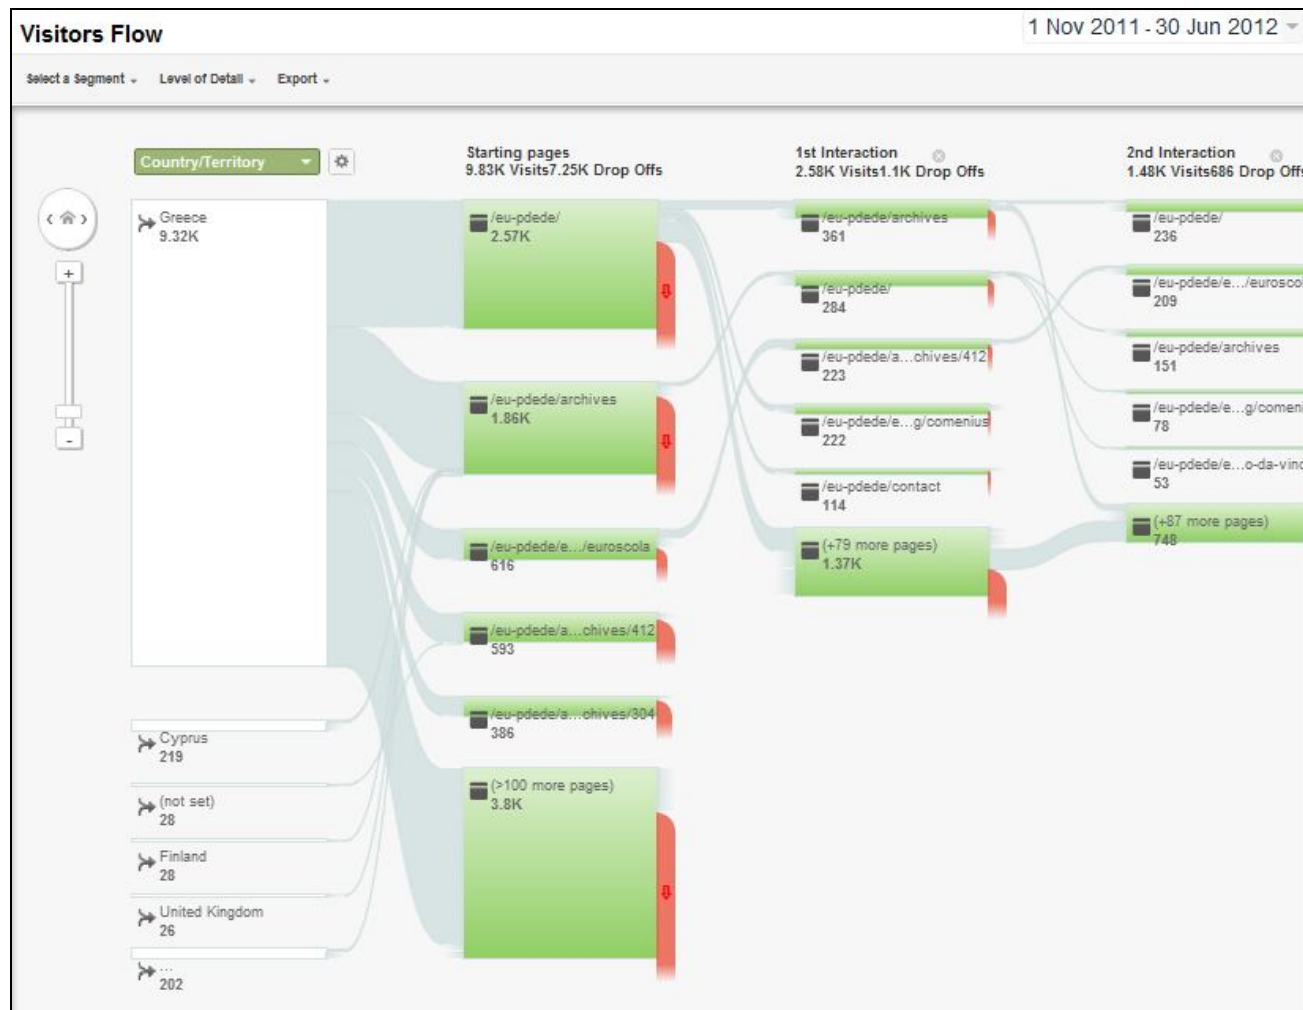 Visitors Flow
1 Nov 2011 - 30 Jun 2012
Select a Segment
Level of Detail
Export
Country/Territory
Starting pages
9.83K Visits7.25K Drop Offs
1st Interaction
2.58K Visits1.1K Drop Offs
2nd Interaction
1.48K Visits686 Drop Offs
Greece
9.32K
Cyprus
219
(not set)
28
Finland
28
United Kingdom
26
...
202
/eu-pdede/
2.57K
/eu-pdede/archives
1.86K
/eu-pdede/e.../euroscola
616
/eu-pdede/a...chives/412
593
/eu-pdede/a...chives/304
386
(>100 more pages)
3.8K
/eu-pdede/archives
361
/eu-pdede/
284
/eu-pdede/a...chives/412
223
/eu-pdede/e...g/comenius
222
/eu-pdede/contact
114
(+79 more pages)
1.37K
/eu-pdede/
236
/eu-pdede/e.../eurosco
209
/eu-pdede/archives
151
/eu-pdede/e...g/comeni
78
/eu-pdede/e...o-da-vinc
53
(+87 more pages)
748